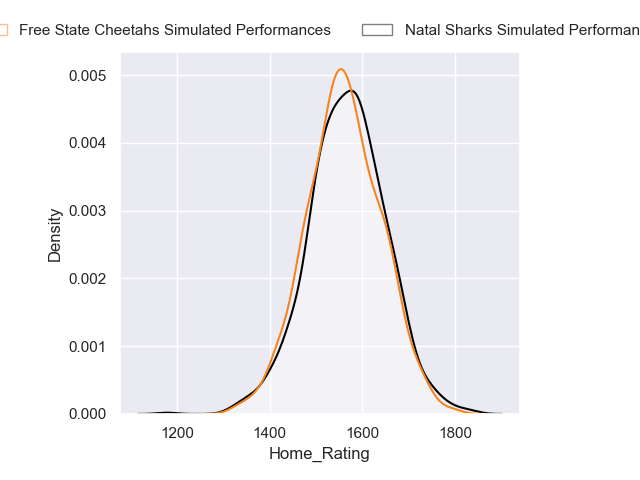 Free State Cheetahs Simulated Performances Natal Sharks Simulated Performan
0.005
0.004
0.003
0.002
0.001
0.000
Density
1200 1400 1600 1800
Home_Rating